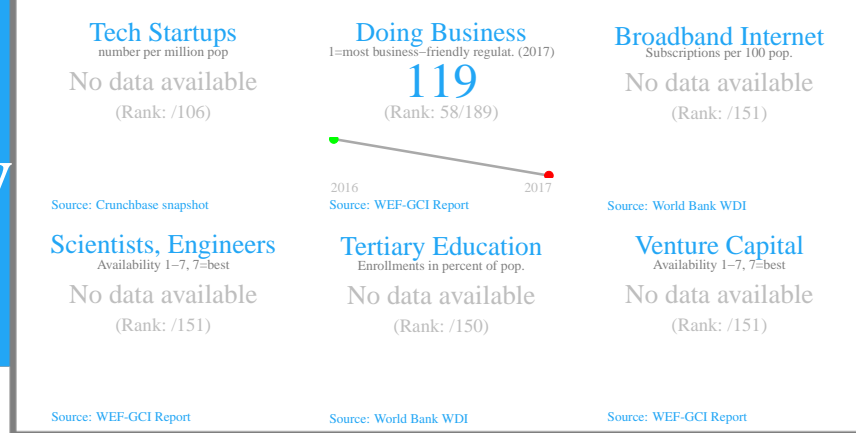 Tech Startups
number per million pop
No data available
(Rank: /106)
Source: Crunchbase snapshot
Doing Business
1=most business−friendly regulat. (2017)
119
(Rank: 58/189)
2016
2017
Source: WEF-GCI Report
Broadband Internet
Subscriptions per 100 pop.
No data available
(Rank: /151)
Source: World Bank WDI
Scientists, Engineers
Availability 1−7, 7=best
No data available
(Rank: /151)
Source: WEF-GCI Report
Tertiary Education
Enrollments in percent of pop.
No data available
(Rank: /150)
Source: World Bank WDI
Venture Capital
Availability 1−7, 7=best
No data available
(Rank: /151)
Source: WEF-GCI Report